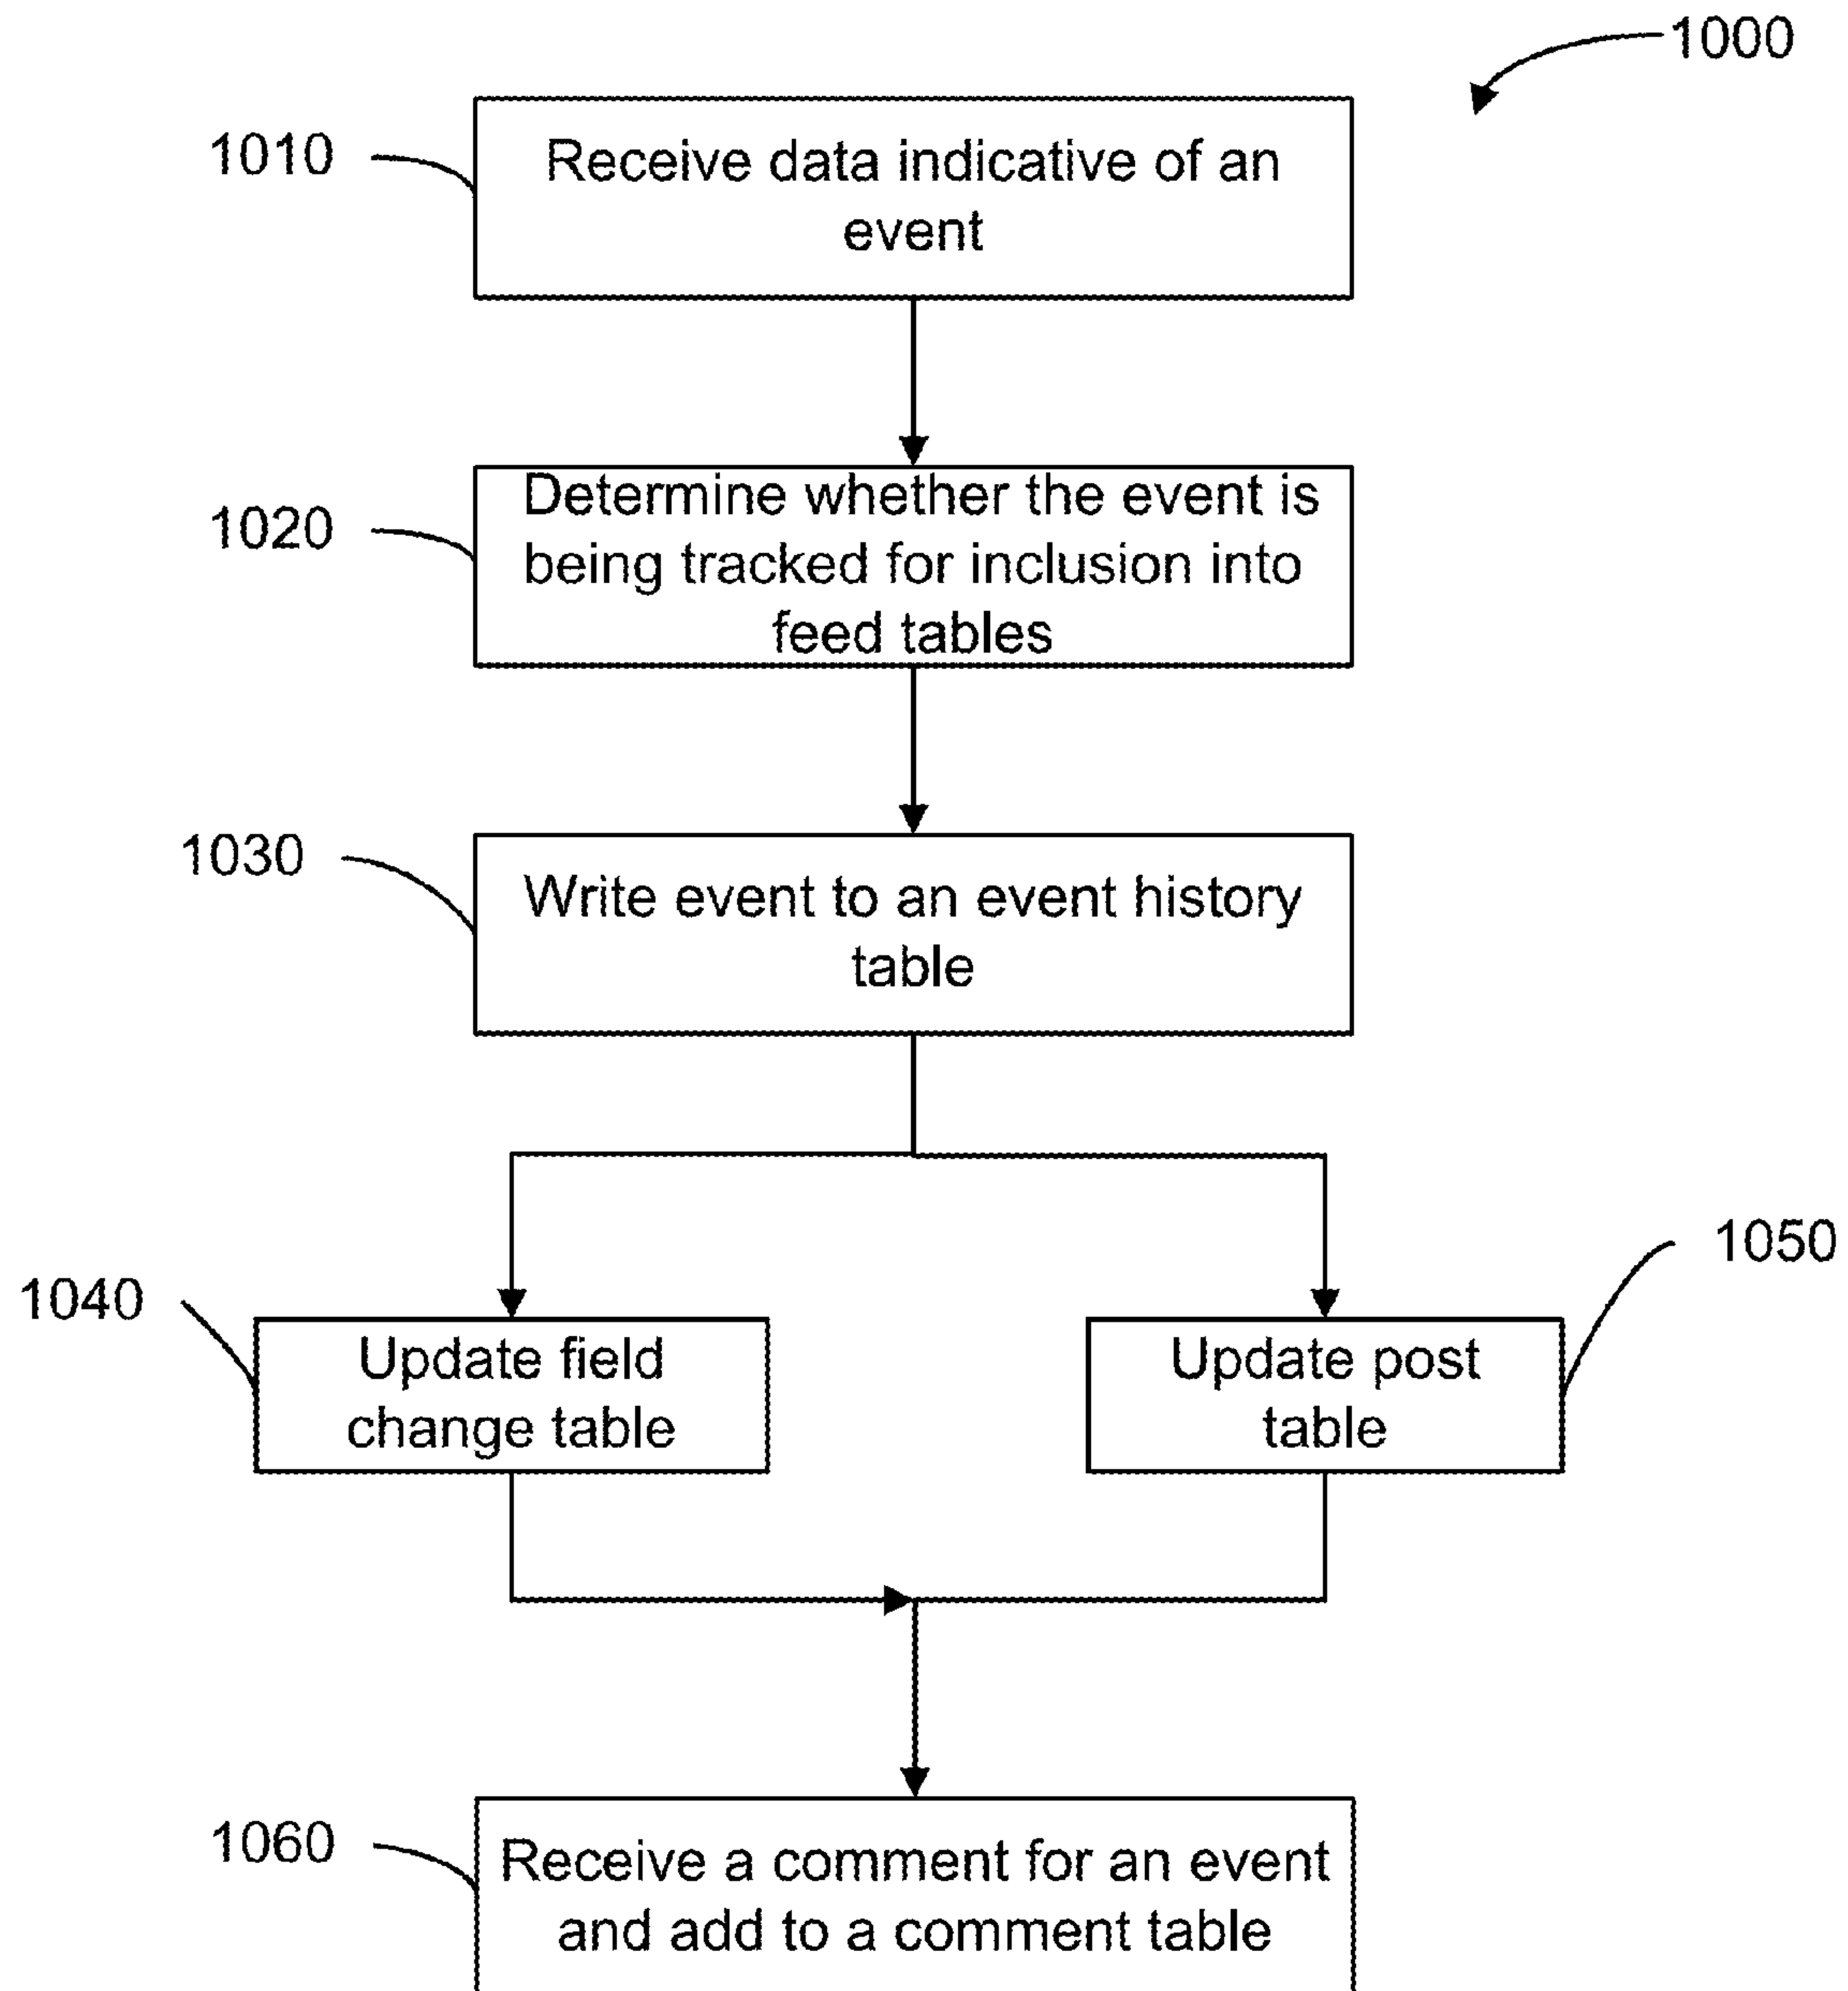 1000
1010
Receive data indicative of an
event
1020
Determine whether the event is
being tracked for inclusion into
feed tables
1030
Write event to an event history
table
1040
Update field
change table
1050
Update post
table
1060
Receive a comment for an event
and add to a comment table